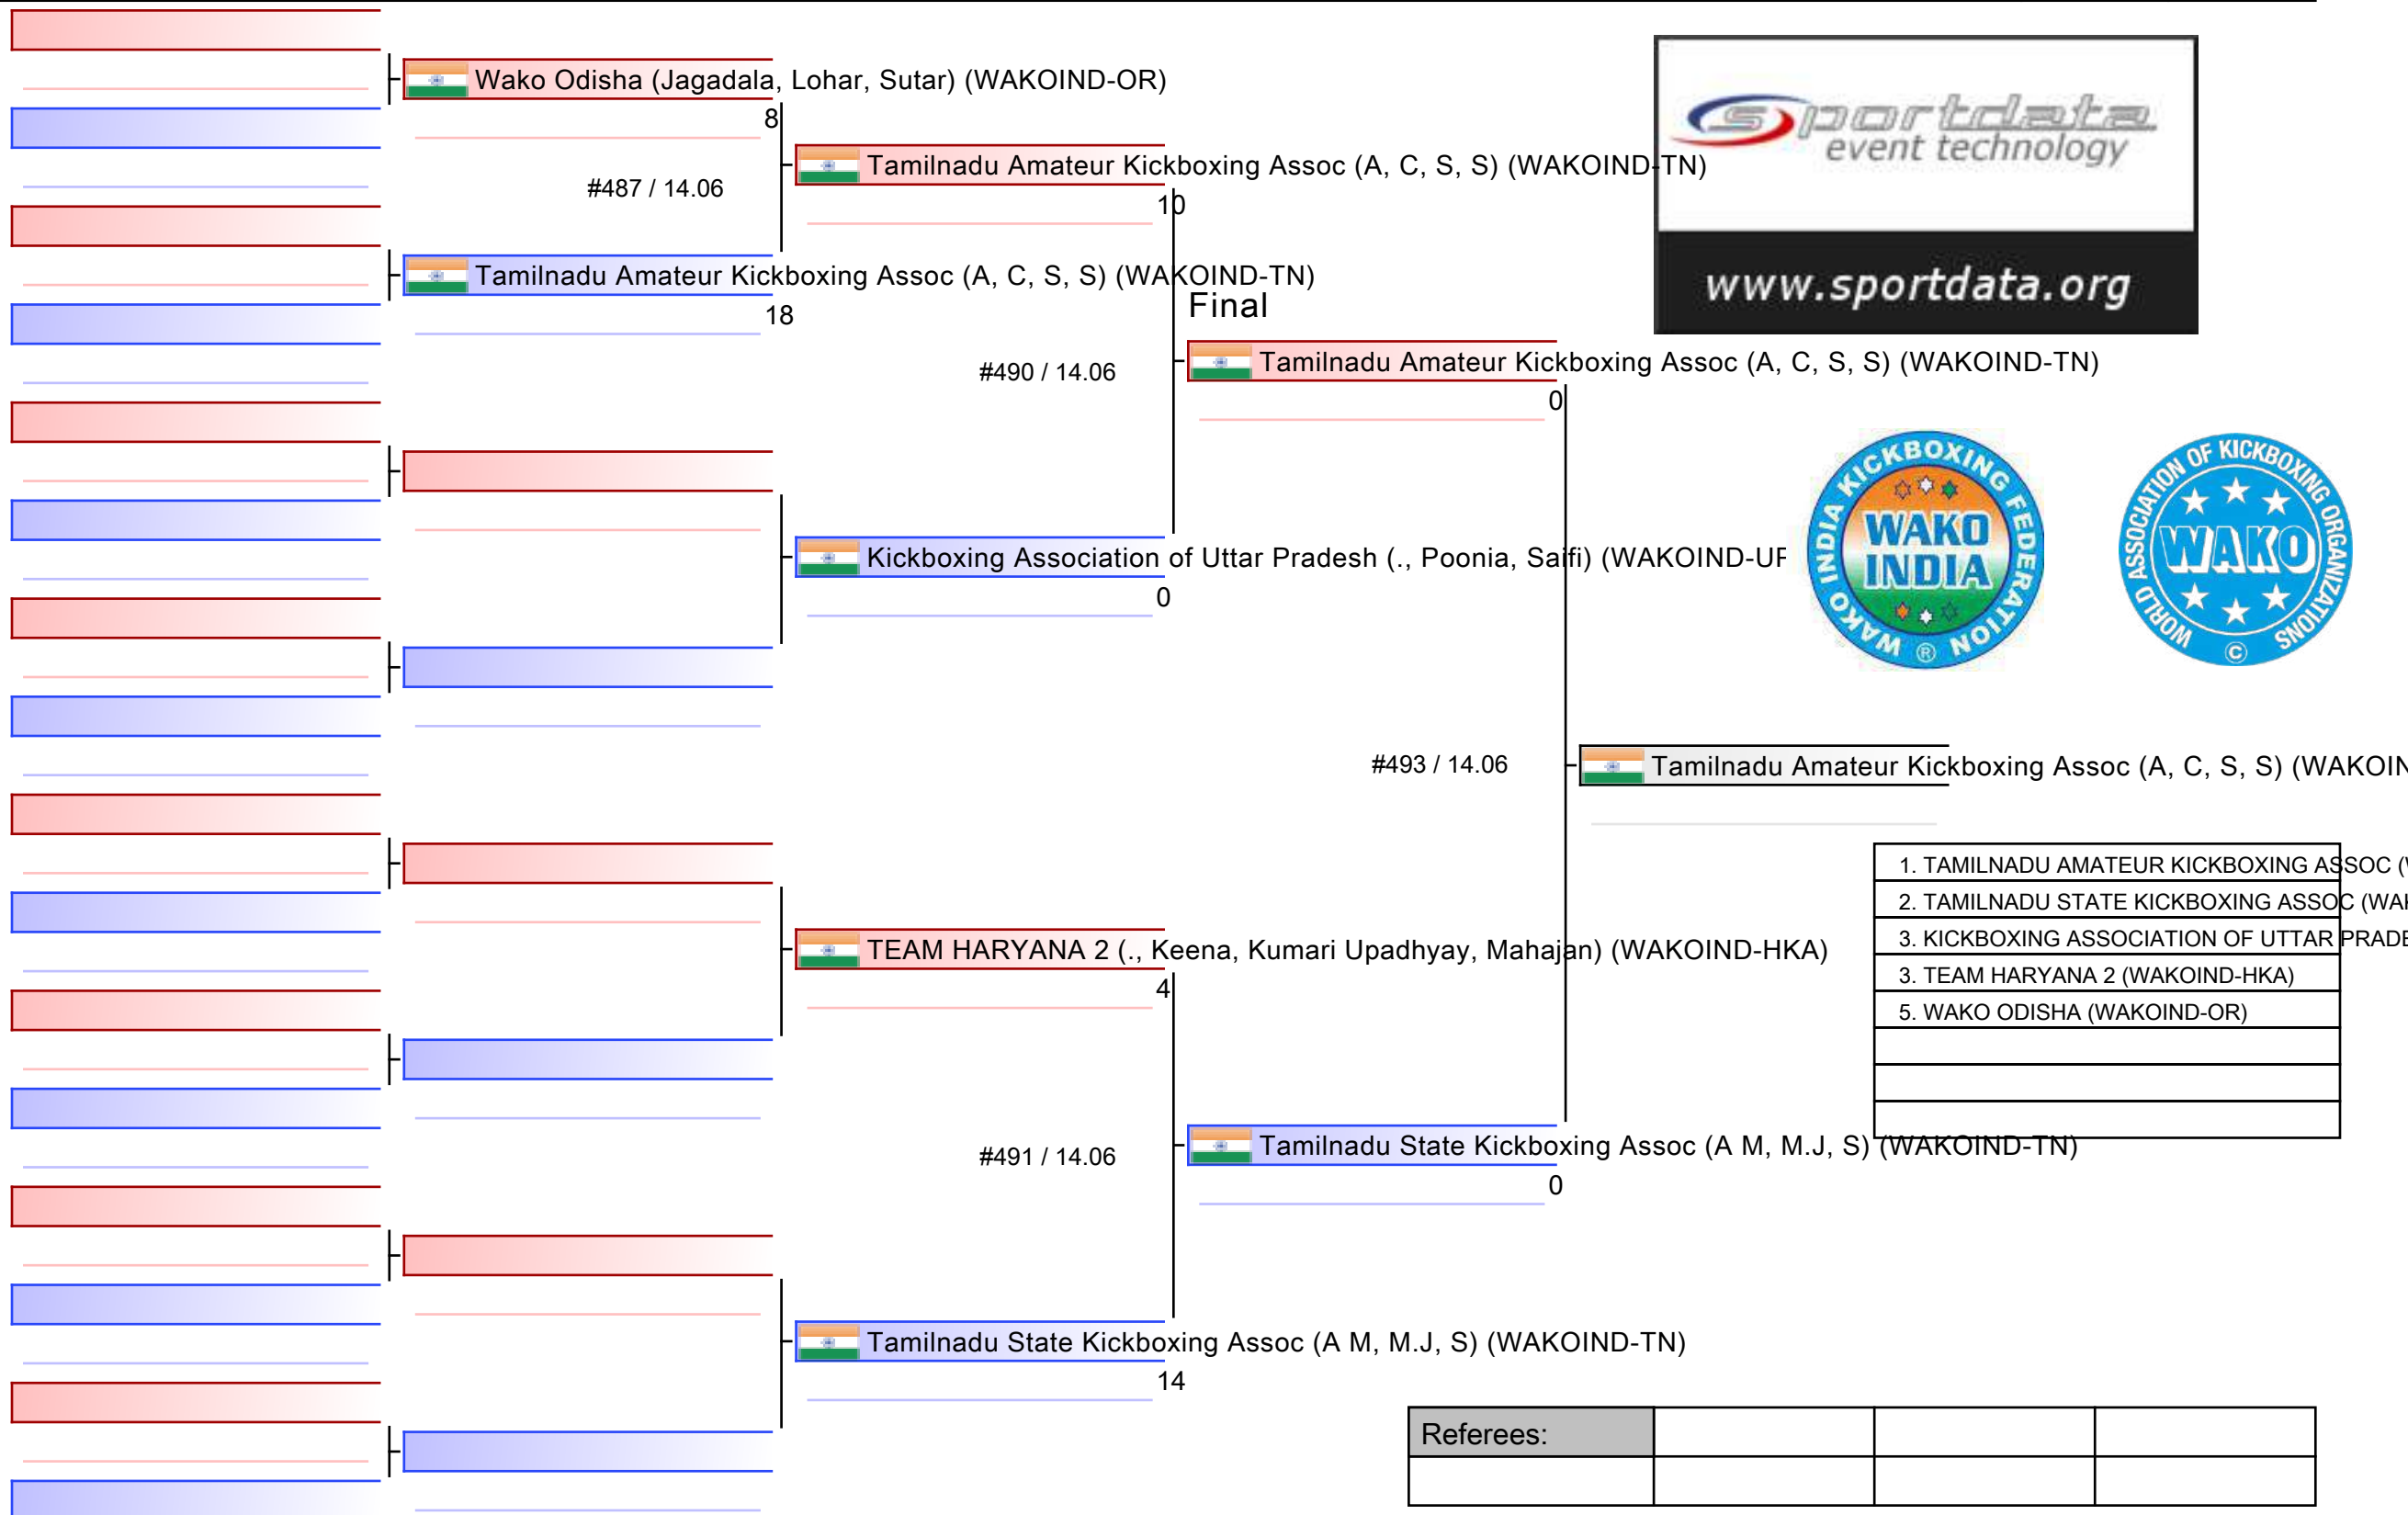 Wako Odisha (Jagadala, Lohar, Sutar) (WAKOIND-OR)
8
#487 / 14.06
Tamilnadu Amateur Kickboxing Assoc (A, C, S, S) (WAKOIND-TN)
18
Tamilnadu Amateur Kickboxing Assoc (A, C, S, S) (WAKOIND-TN)
10
#490 / 14.06
Kickboxing Association of Uttar Pradesh (., Poonia, Saifi) (WAKOIND-UP
0
TEAM HARYANA 2 (., Keena, Kumari Upadhyay, Mahajan) (WAKOIND-HKA)
4
#491 / 14.06
Tamilnadu State Kickboxing Assoc (A M, M.J, S) (WAKOIND-TN)
14
Final
Tamilnadu Amateur Kickboxing Assoc (A, C, S, S) (WAKOIND-TN)
0
#493 / 14.06
Tamilnadu State Kickboxing Assoc (A M, M.J, S) (WAKOIND-TN)
0
Tamilnadu Amateur Kickboxing Assoc (A, C, S, S) (WAKOIN
sportdata
event technology
www.sportdata.org
WAKO INDIA KICKBOXING FEDERATION
WAKO
INDIA
®
WORLD ASSOCIATION OF KICKBOXING ORGANIZATIONS
WAKO
©
1. TAMILNADU AMATEUR KICKBOXING ASSOC (W
2. TAMILNADU STATE KICKBOXING ASSOC (WAK
3. KICKBOXING ASSOCIATION OF UTTAR PRADE
3. TEAM HARYANA 2 (WAKOIND-HKA)
5. WAKO ODISHA (WAKOIND-OR)
Referees: